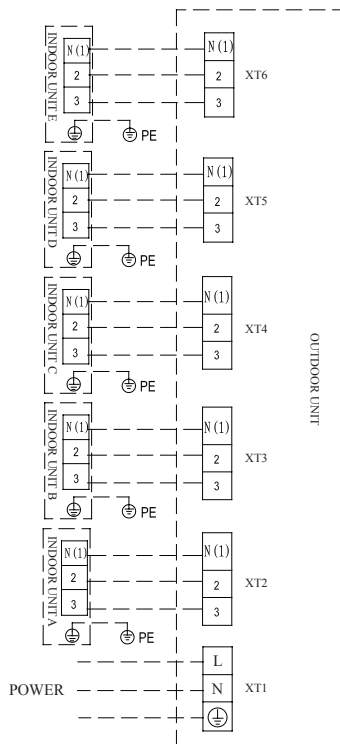 INDOOR UNIT E
N (1)
2
3
PE
N (1)
2
3
XT6
INDOOR UNIT D
N (1)
2
3
PE
N (1)
2
3
XT5
INDOOR UNIT C
N (1)
2
3
PE
N (1)
2
3
XT4
INDOOR UNIT B
N (1)
2
3
PE
N (1)
2
3
XT3
INDOOR UNIT A
N (1)
2
3
PE
N (1)
2
3
XT2
OUTDOOR UNIT
POWER
L
N
XT1